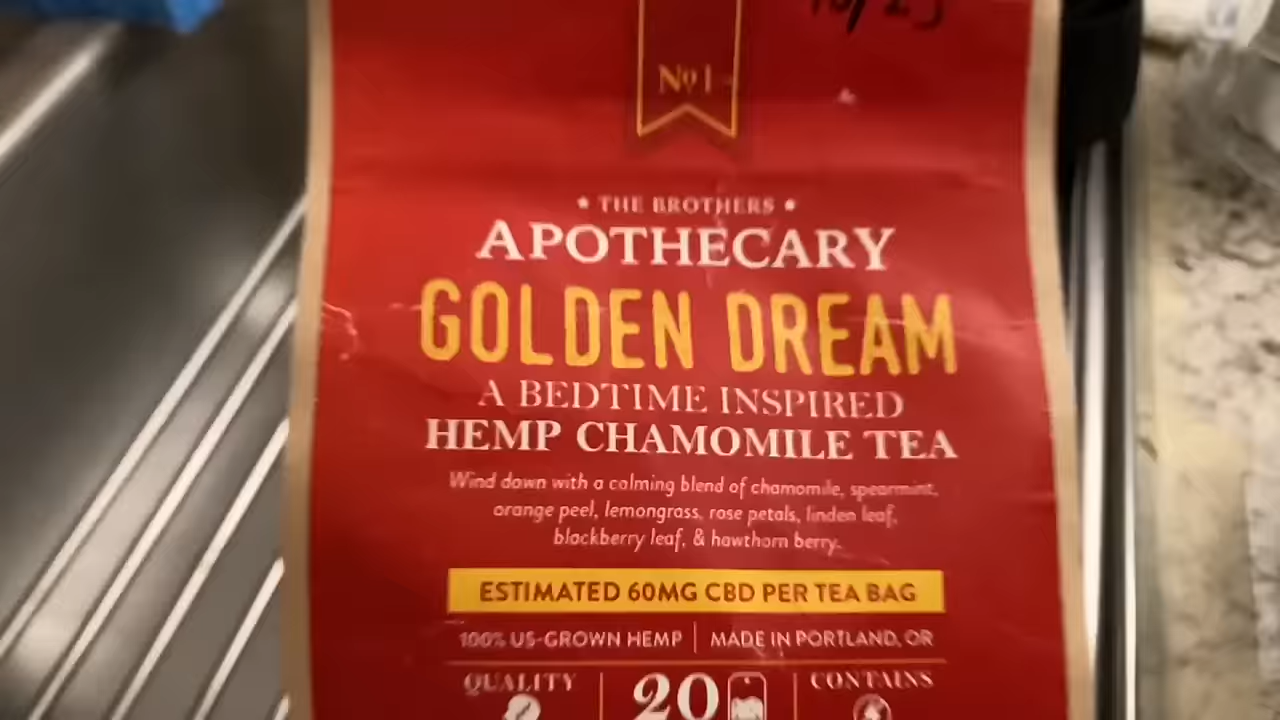 Nº1
THE BROTHERS
APOTHECARY
GOLDEN DREAM
A BEDTIME INSPIRED
HEMP CHAMOMILE TEA
Wind down with a calming blend of chamomile, spearmint,
orange peel, lemongrass, rose petals, linden leaf,
blackberry leaf, & hawthorn berry.
ESTIMATED 60MG CBD PER TEA BAG
100% US-GROWN HEMP | MADE IN PORTLAND, OR
QUALITY 20 CONTAINS